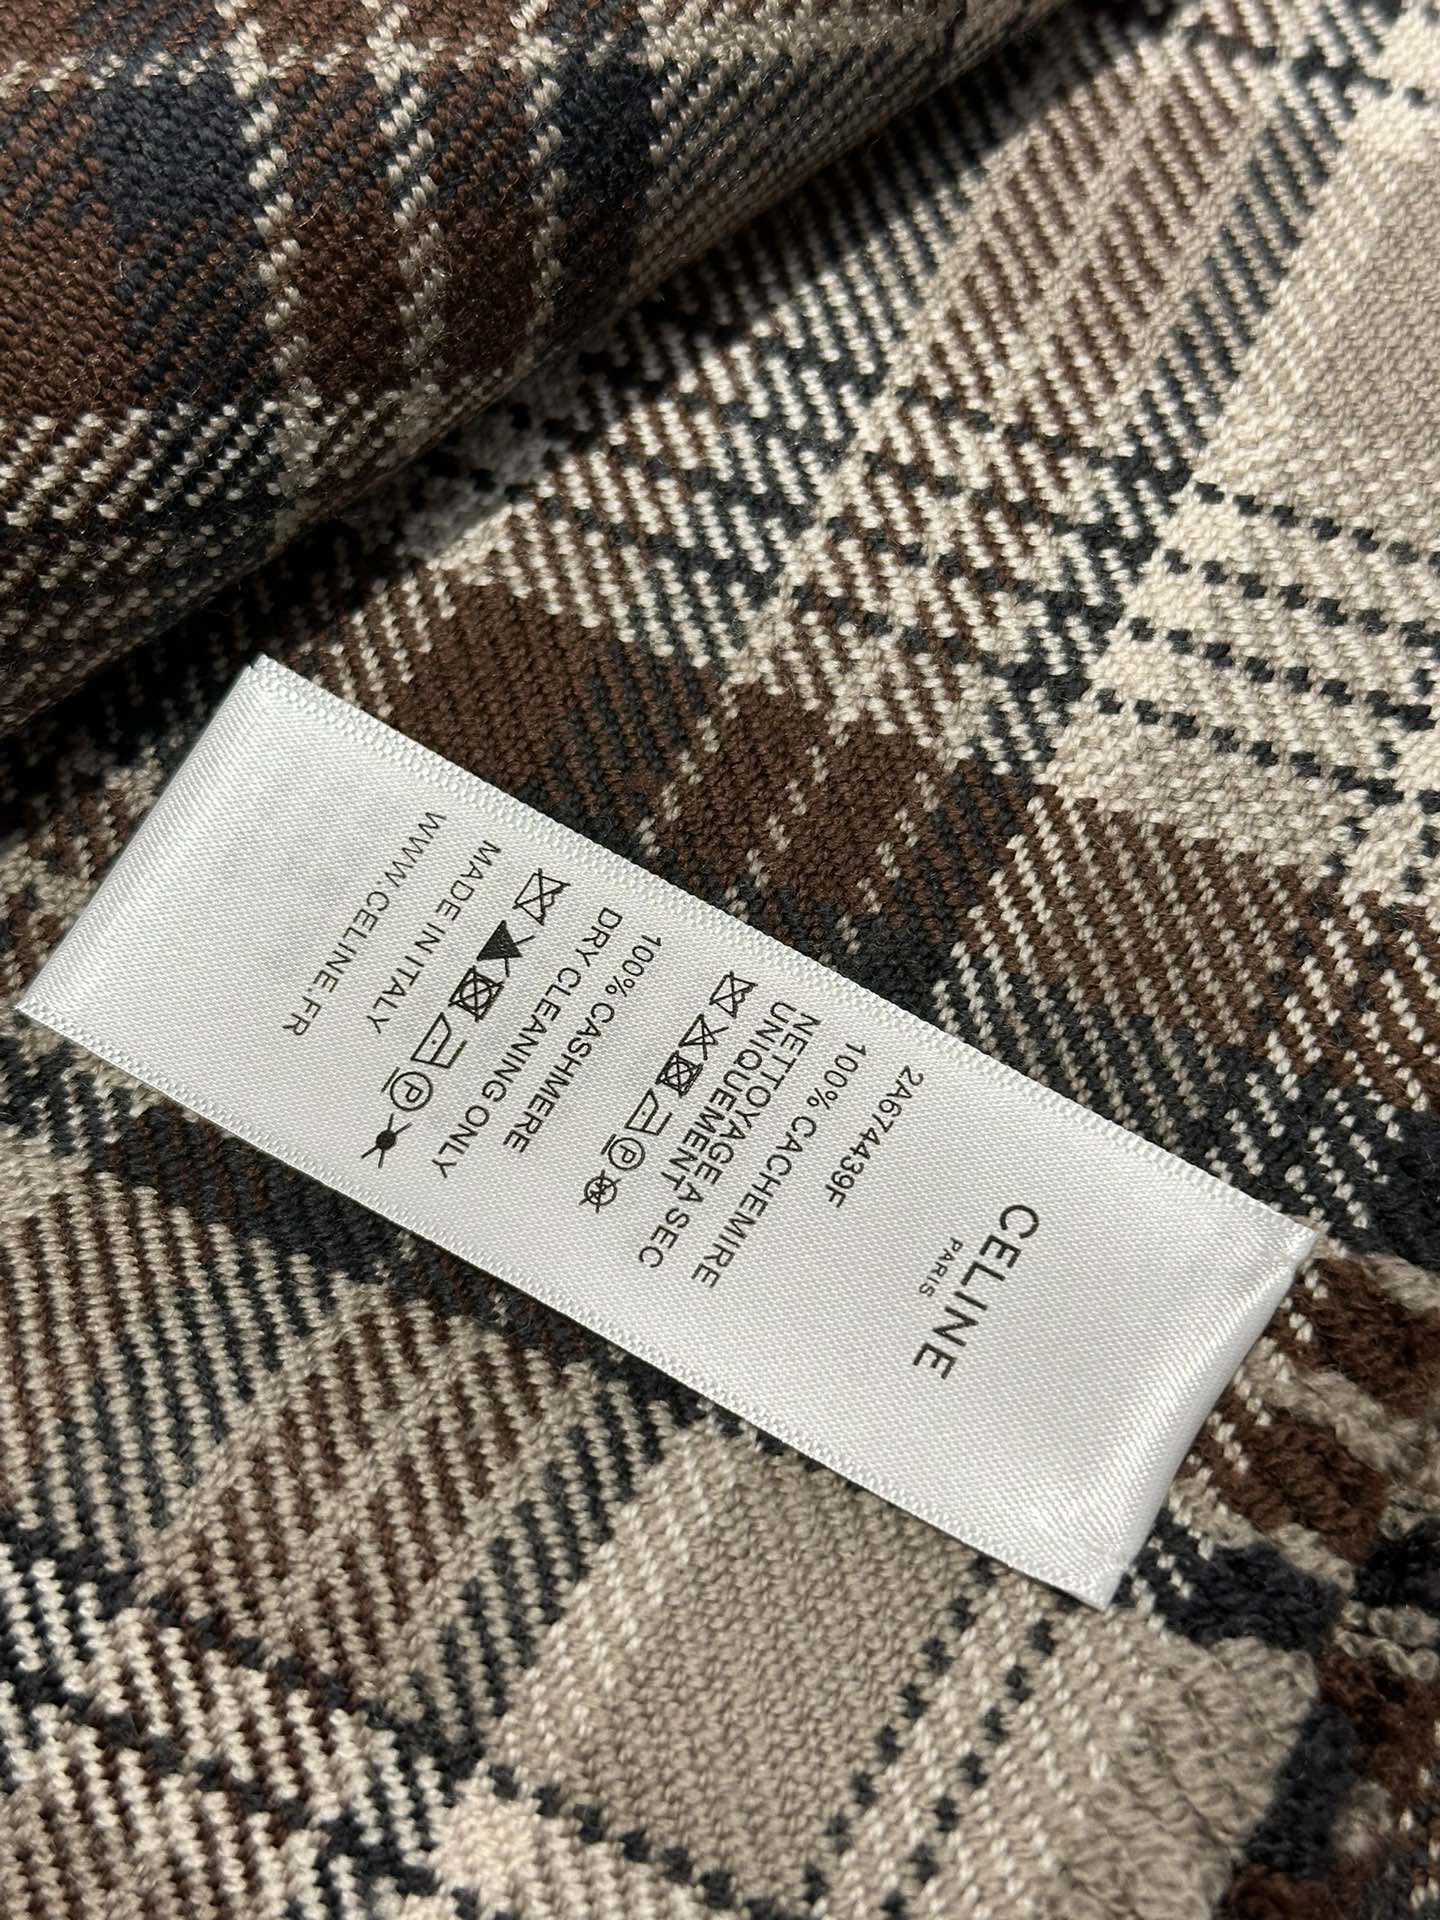 CELINE
PARIS
2A674439F
100% CACHEMIRE
NETTOYAGE A SEC
UNIQUEMENT
100% CASHMERE
DRY CLEANING ONLY
MADE IN ITALY
WWW.CELINE.FR